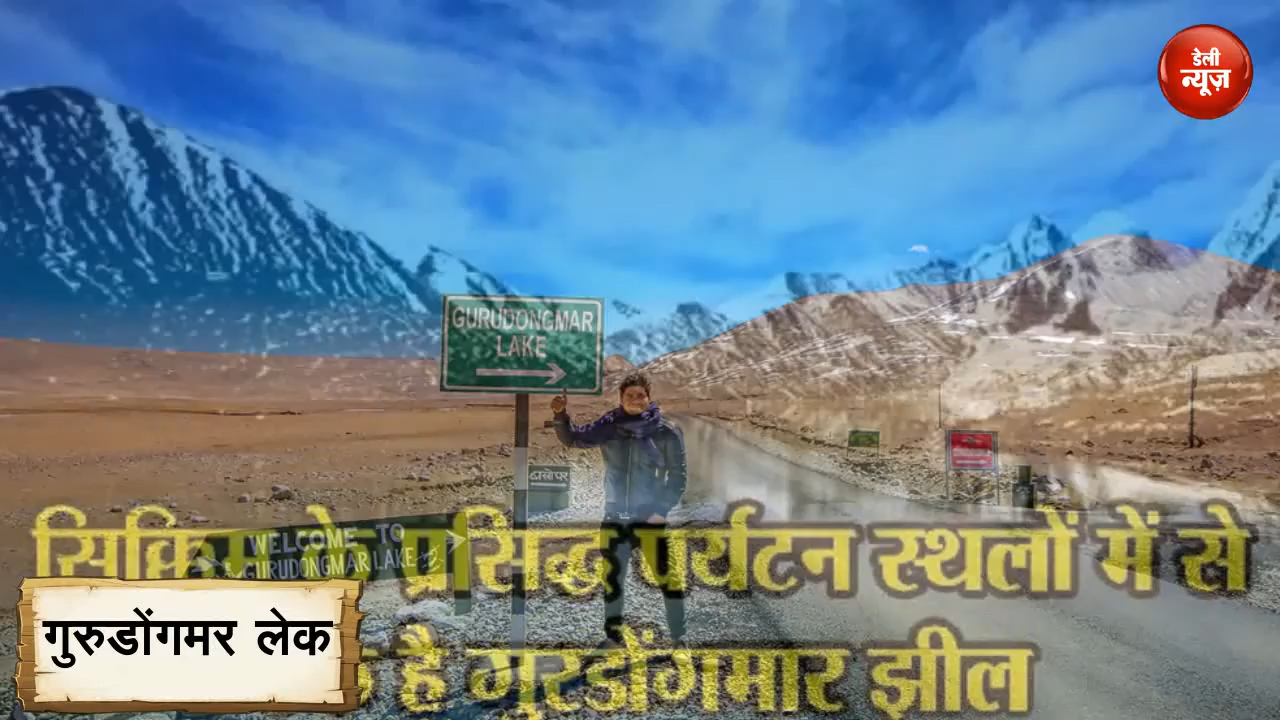 डेली
न्यूज़
GURUDONGMAR
LAKE
WELCOME TO
GURUDONGMAR LAKE
प्रसिद्ध पर्यटन स्थलों में से
है गुरडोंगमार झील
गुरुडोंगमर लेक